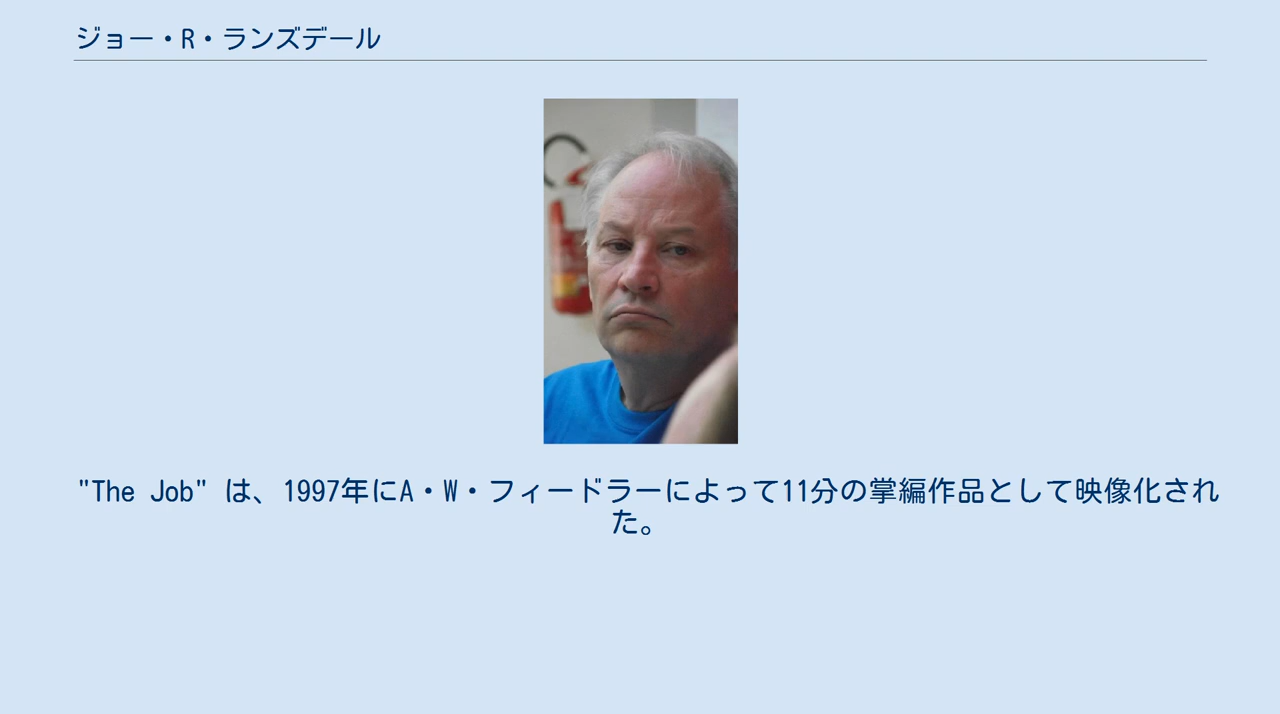 ジョー・R・ランズデール
"The Job" は、1997年にA・W・フィードラーによって11分の掌編作品として映像化され
た。